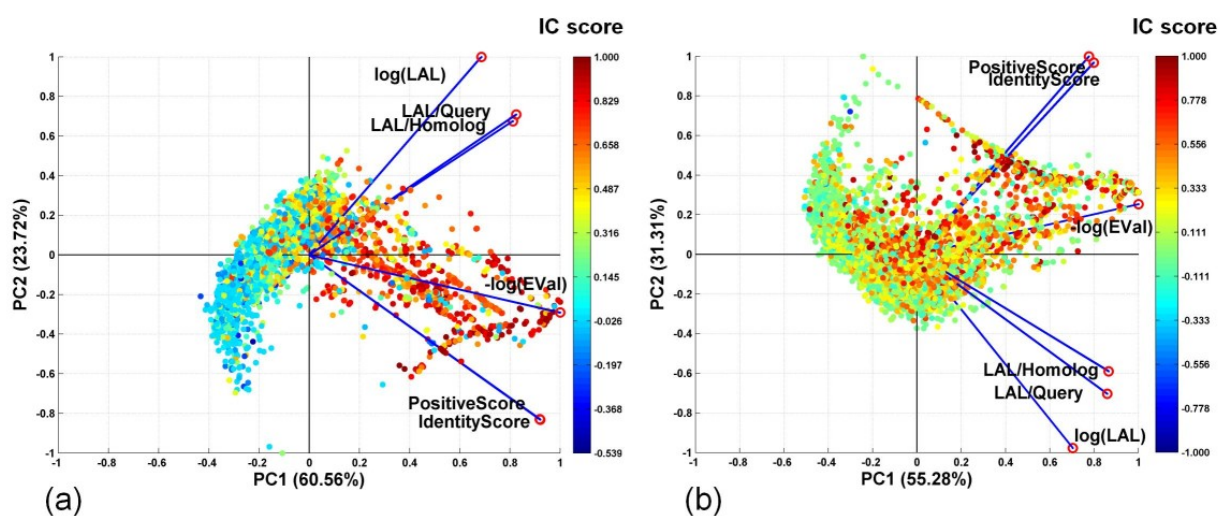 IC score
1
0.8
0.6
0.4
0.2
0
-0.2
-0.4
-0.6
-0.8
-1
PC2 (23.72%)
log(LAL)
LAL/Query
LAL/Homolog
-log(EVal)
PositiveScore
IdentityScore
-1 -0.8 -0.6 -0.4 -0.2 0 0.2 0.4 0.6 0.8 1
PC1 (60.56%)
1.000
0.829
0.658
0.487
0.316
0.145
-0.026
-0.197
-0.368
-0.539
(a)
IC score
1
0.8
0.6
0.4
0.2
0
-0.2
-0.4
-0.6
-0.8
-1
PC2 (31.31%)
PositiveScore
IdentityScore
-log(EVal)
LAL/Homolog
LAL/Query
log(LAL)
-1 -0.8 -0.6 -0.4 -0.2 0 0.2 0.4 0.6 0.8 1
PC1 (55.28%)
1.000
0.778
0.556
0.333
0.111
-0.111
-0.333
-0.556
-0.778
-1.000
(b)